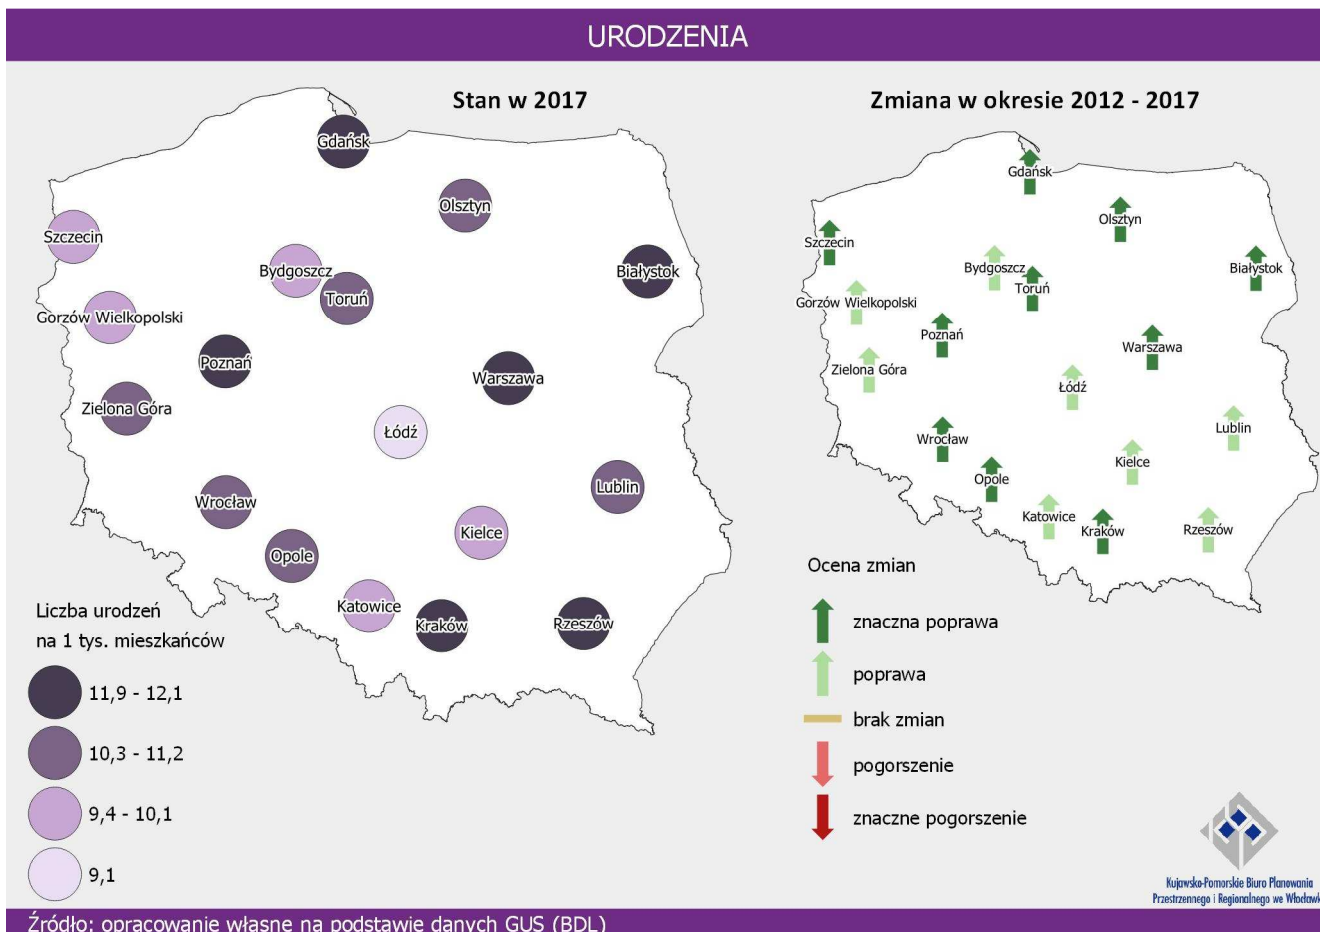 URODZENIA
Stan w 2017
Gdańsk
Olsztyn
Szczecin
Bydgoszcz
Białystok
Toruń
Gorzów Wielkopolski
Poznań
Warszawa
Zielona Góra
Łódź
Wrocław
Lublin
Kielce
Opole
Katowice
Kraków
Rzeszów
Liczba urodzeń
na 1 tys. mieszkańców
11,9 - 12,1
10,3 - 11,2
9,4 - 10,1
9,1
Zmiana w okresie 2012 - 2017
Gdańsk
Olsztyn
Szczecin
Bydgoszcz
Białystok
Toruń
Gorzów Wielkopolski
Poznań
Warszawa
Zielona Góra
Łódź
Wrocław
Lublin
Kielce
Opole
Katowice
Kraków
Rzeszów
Ocena zmian
znaczna poprawa
poprawa
brak zmian
pogorszenie
znaczne pogorszenie
Kujawsko-Pomorskie Biuro Planowania
Przestrzennego i Regionalnego we Włocławk
Źródło: opracowanie własne na podstawie danych GUS (BDL)